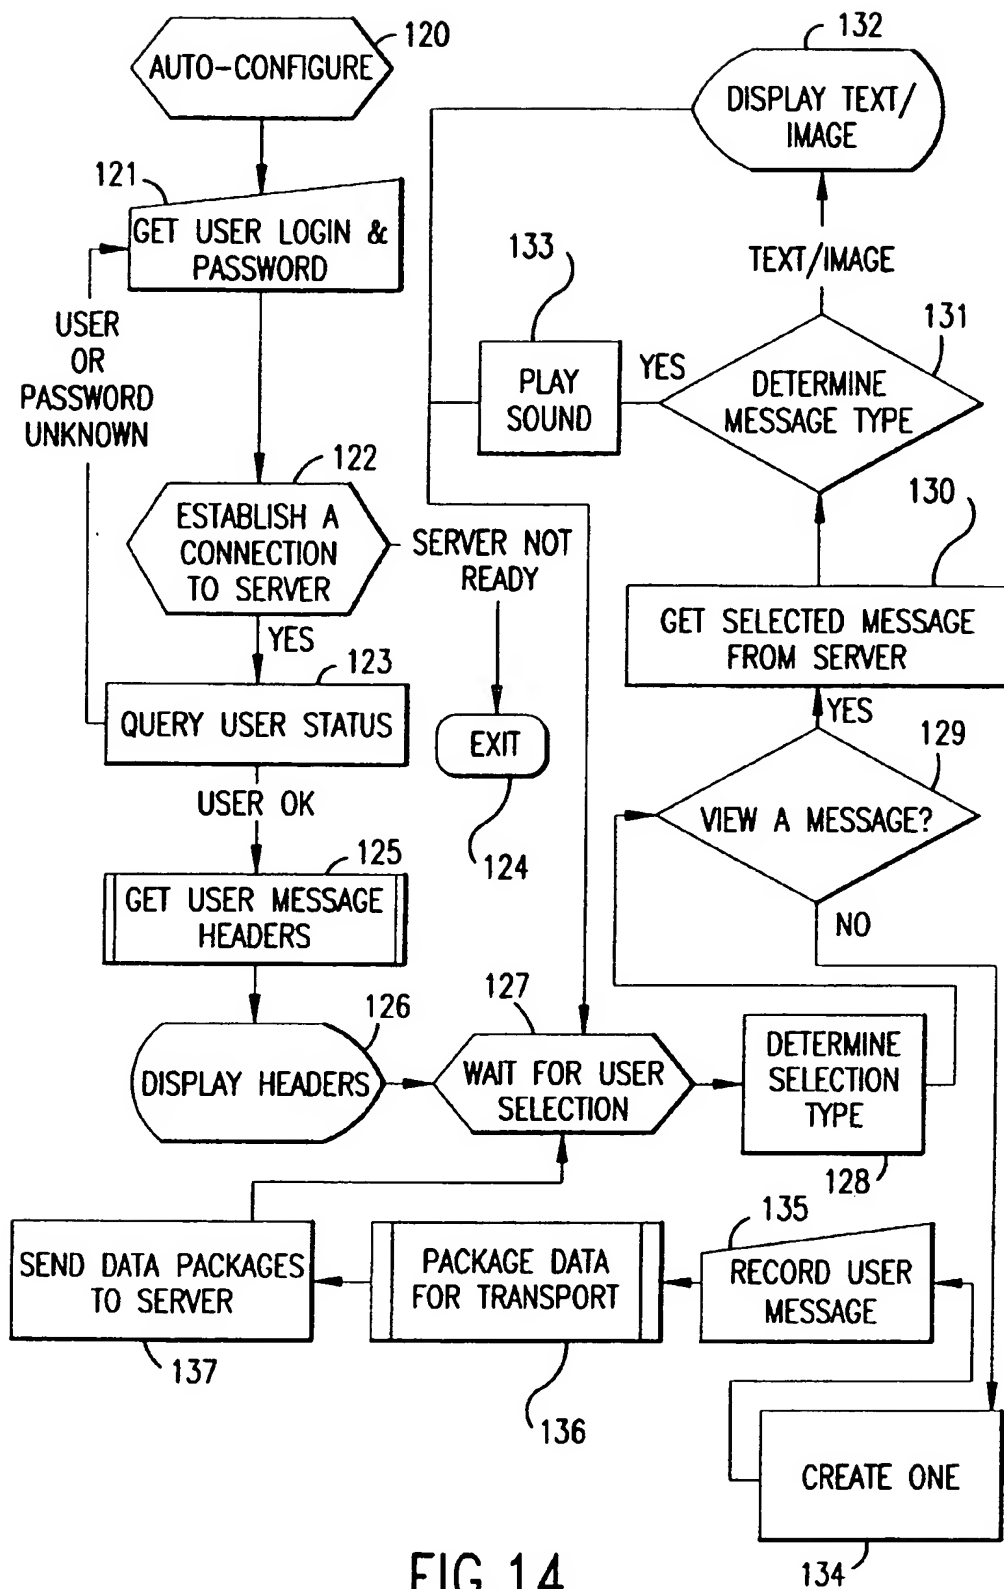 120
AUTO-CONFIGURE
121
GET USER LOGIN &
PASSWORD
USER
OR
PASSWORD
UNKNOWN
122
ESTABLISH A
CONNECTION
TO SERVER
SERVER NOT
READY
YES
123
QUERY USER STATUS
EXIT
124
USER OK
125
GET USER MESSAGE
HEADERS
126
DISPLAY HEADERS
127
WAIT FOR USER
SELECTION
DETERMINE
SELECTION
TYPE
128
VIEW A MESSAGE?
129
YES
NO
GET SELECTED MESSAGE
FROM SERVER
130
DETERMINE
MESSAGE TYPE
131
TEXT/IMAGE
DISPLAY TEXT/
IMAGE
132
YES
PLAY
SOUND
133
CREATE ONE
134
135
RECORD USER
MESSAGE
PACKAGE DATA
FOR TRANSPORT
136
SEND DATA PACKAGES
TO SERVER
137
FIG.14